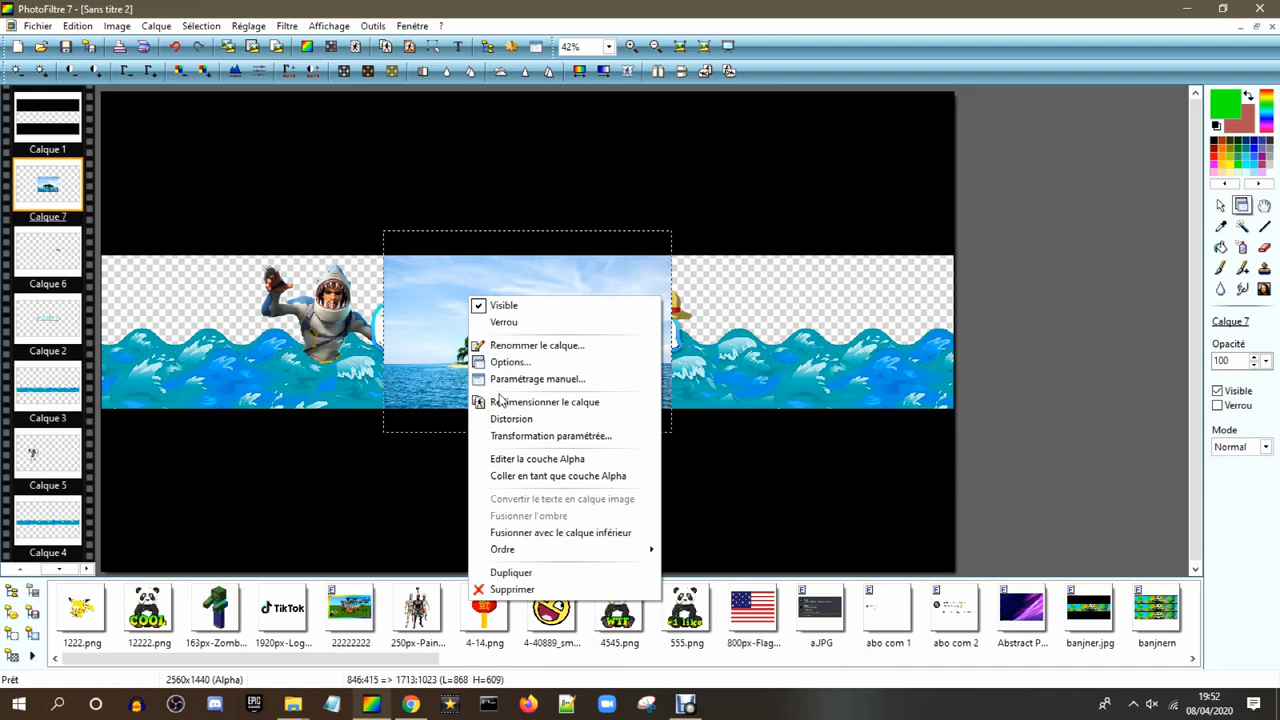 PhotoFiltre 7 - [Sans titre 2]
Fichier Edition Image Calque Sélection Réglage Filtre Affichage Outils Fenêtre ?
42%
Calque 1
Calque 7
Calque 6
Calque 2
Calque 3
Calque 5
Calque 4
Visible
Verrou
Renommer le calque...
Options...
Paramétrage manuel...
Redimensionner le calque
Distorsion
Transformation paramétrée...
Editer la couche Alpha
Coller en tant que couche Alpha
Convertir le texte en calque image
Fusionner l'ombre
Fusionner avec le calque inférieur
Ordre
Dupliquer
Supprimer
Calque 7
Opacité
100
Visible
Verrou
Mode
Normal
COOL
TikTok
WTF
i like
1222.png 12222.png 163px-Zomb... 1920px-Log... 22222222 250px-Pain... 4-14.png 4-40889_sm... 4545.png 555.png 800px-Flag... a.JPG abo com 1 abo com 2 Abstract P... banjner.jpg banjnern
Prêt 2560x1440 (Alpha) 846:415 => 1713:1023 (L=868 H=609)
EPIC
GAMES
19:52
08/04/2020